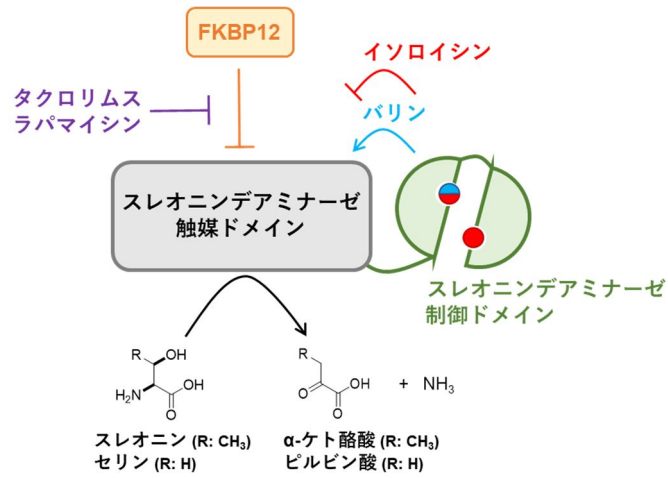 FKBP12
イソロイシン
タクロリムス
ラパマイシン
バリン
スレオニンデアミナーゼ
触媒ドメイン
スレオニンデアミナーゼ
制御ドメイン
R
OH
H₂N
OH
O
R
O
OH
O
+ NH₃
スレオニン (R: CH₃)
セリン (R: H)
α-ケト酪酸 (R: CH₃)
ピルビン酸 (R: H)